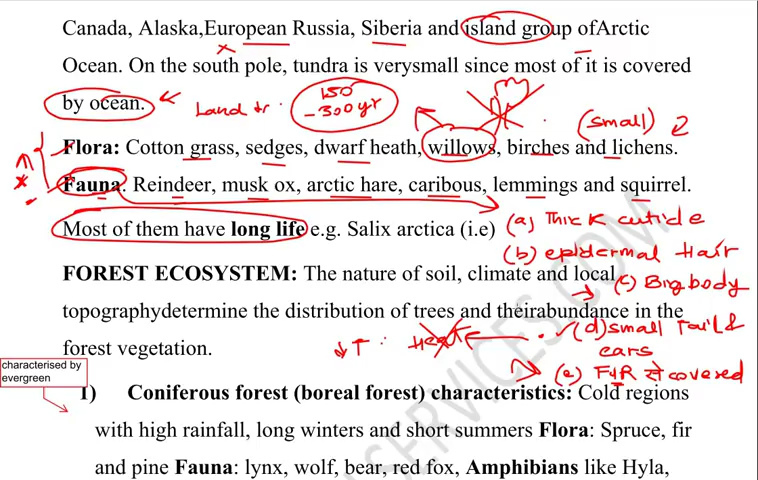 Canada, Alaska,European Russia, Siberia and island group ofArctic
Ocean. On the south pole, tundra is verysmall since most of it is covered
by ocean.
Land tr.
150
-300yr
(small)
Flora: Cotton grass, sedges, dwarf heath, willows, birches and lichens.
Fauna: Reindeer, musk ox, arctic hare, caribous, lemmings and squirrel.
Most of them have long life e.g. Salix arctica (i.e)
(a) Thick cuticle
(b) epidermal Hair
FOREST ECOSYSTEM: The nature of soil, climate and local
(c) Big body
topographydetermine the distribution of trees and theirabundance in the
(d) small Tail &
ears
forest vegetation.
↓T : Heat
(e) FUR से covered
characterised by
evergreen
1) Coniferous forest (boreal forest) characteristics: Cold regions
with high rainfall, long winters and short summers Flora: Spruce, fir
and pine Fauna: lynx, wolf, bear, red fox, Amphibians like Hyla,
SERVICES.COM